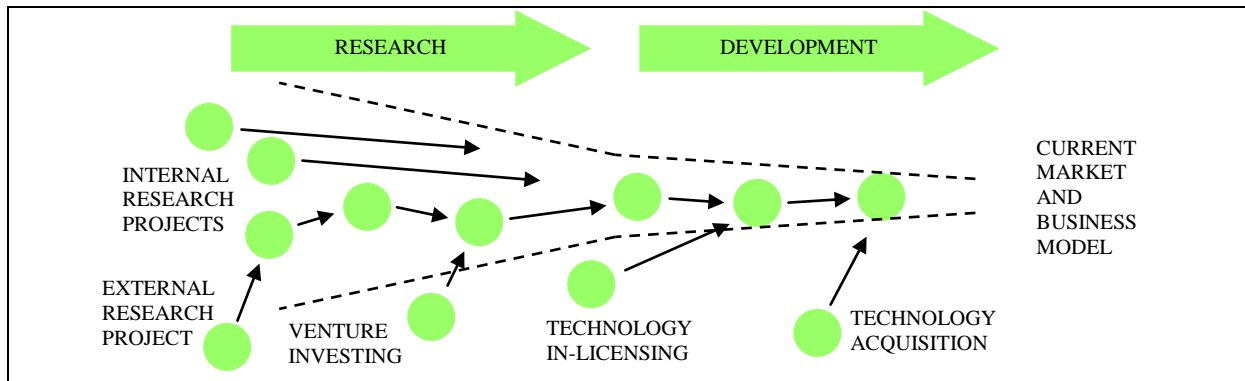 RESEARCH
DEVELOPMENT
INTERNAL
RESEARCH
PROJECTS
EXTERNAL
RESEARCH
PROJECT
VENTURE
INVESTING
TECHNOLOGY
IN-LICENSING
TECHNOLOGY
ACQUISITION
CURRENT
MARKET
AND
BUSINESS
MODEL